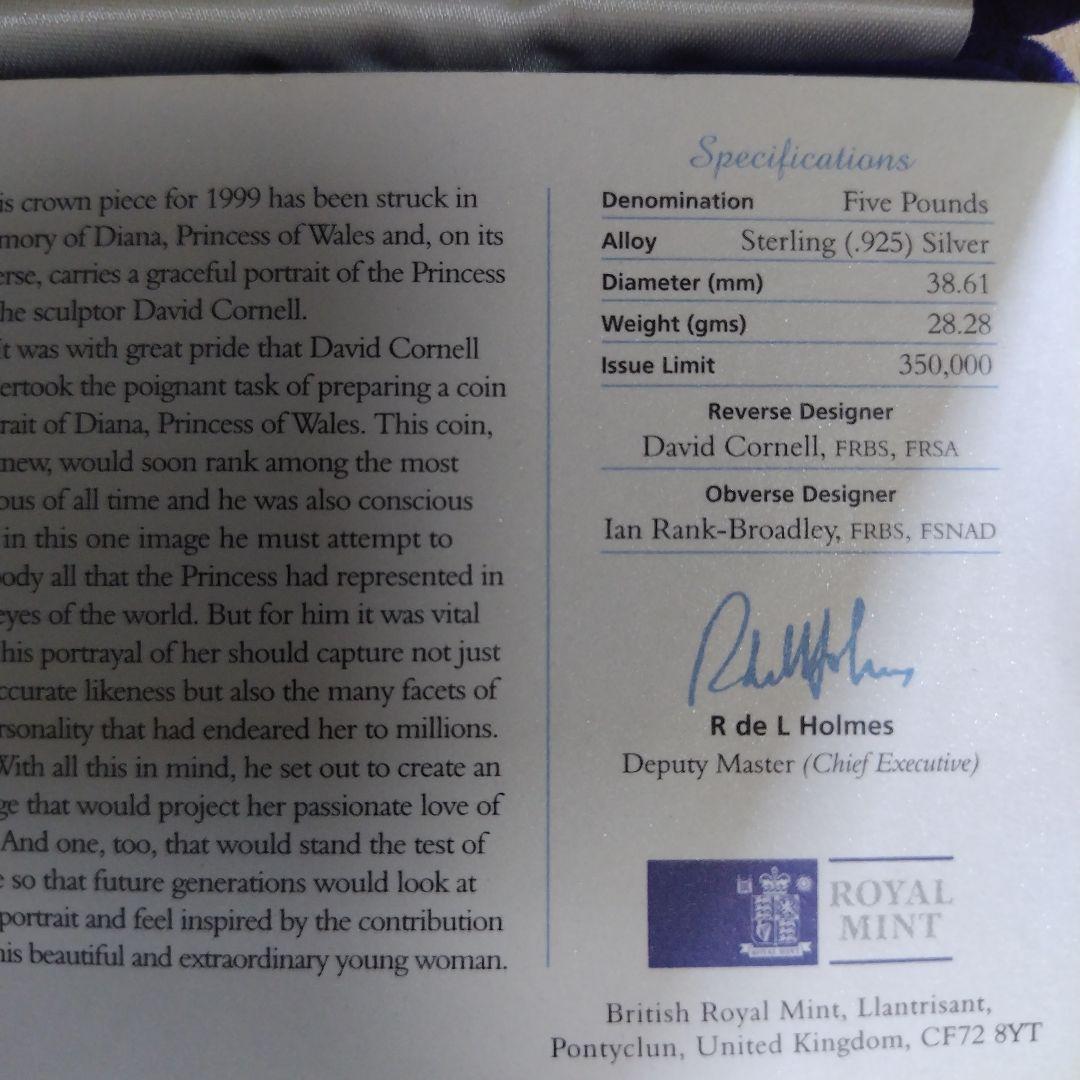 is crown piece for 1999 has been struck in
mory of Diana, Princess of Wales and, on its
erse, carries a graceful portrait of the Princess
he sculptor David Cornell.
it was with great pride that David Cornell
ertook the poignant task of preparing a coin
rait of Diana, Princess of Wales. This coin,
new, would soon rank among the most
ous of all time and he was also conscious
in this one image he must attempt to
ody all that the Princess had represented in
eyes of the world. But for him it was vital
his portrayal of her should capture not just
ccurate likeness but also the many facets of
rsonality that had endeared her to millions.
With all this in mind, he set out to create an
ge that would project her passionate love of
And one, too, that would stand the test of
e so that future generations would look at
portrait and feel inspired by the contribution
his beautiful and extraordinary young woman.
Specifications
Denomination Five Pounds
Alloy Sterling (.925) Silver
Diameter (mm) 38.61
Weight (gms) 28.28
Issue Limit 350,000
Reverse Designer
David Cornell, FRBS, FRSA
Obverse Designer
Ian Rank-Broadley, FRBS, FSNAD
R de L Holmes
Deputy Master (Chief Executive)
ROYAL MINT
ROYAL
MINT
British Royal Mint, Llantrisant,
Pontyclun, United Kingdom, CF72 8YT